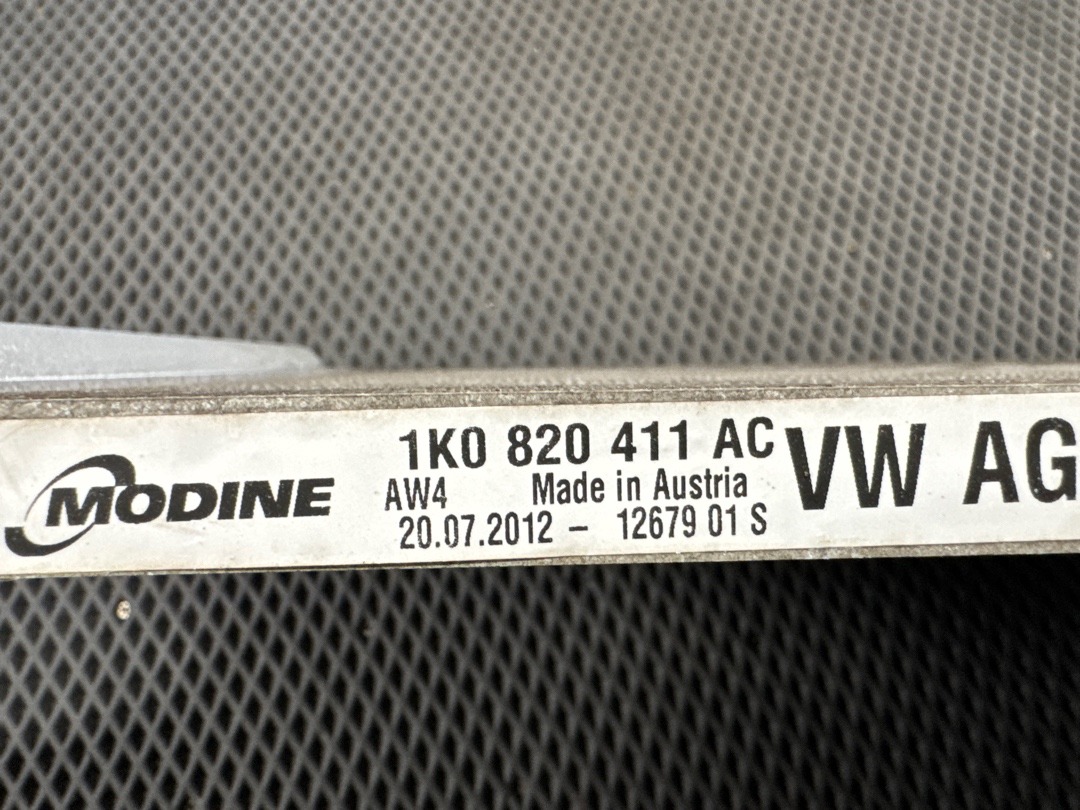 MODINE
1K0 820 411 AC
AW4 Made in Austria
20.07.2012 – 12679 01 S
VW AG